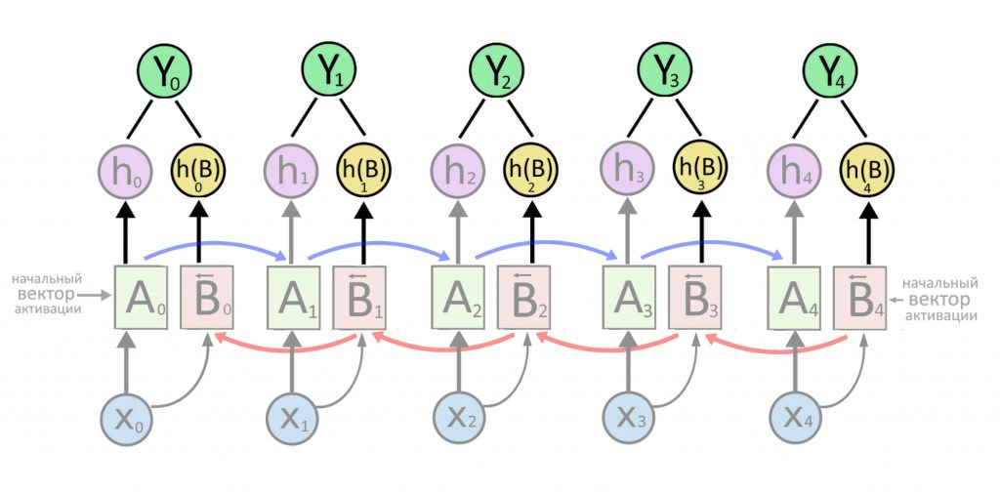 Y0 Y1 Y2 Y3 Y4
h0 h(B)0 h1 h(B)1 h2 h(B)2 h3 h(B)3 h4 h(B)4
начальный
вектор
активации
A0 B0 A1 B1 A2 B2 A3 B3 A4 B4
начальный
вектор
активации
x0 x1 x2 x3 x4